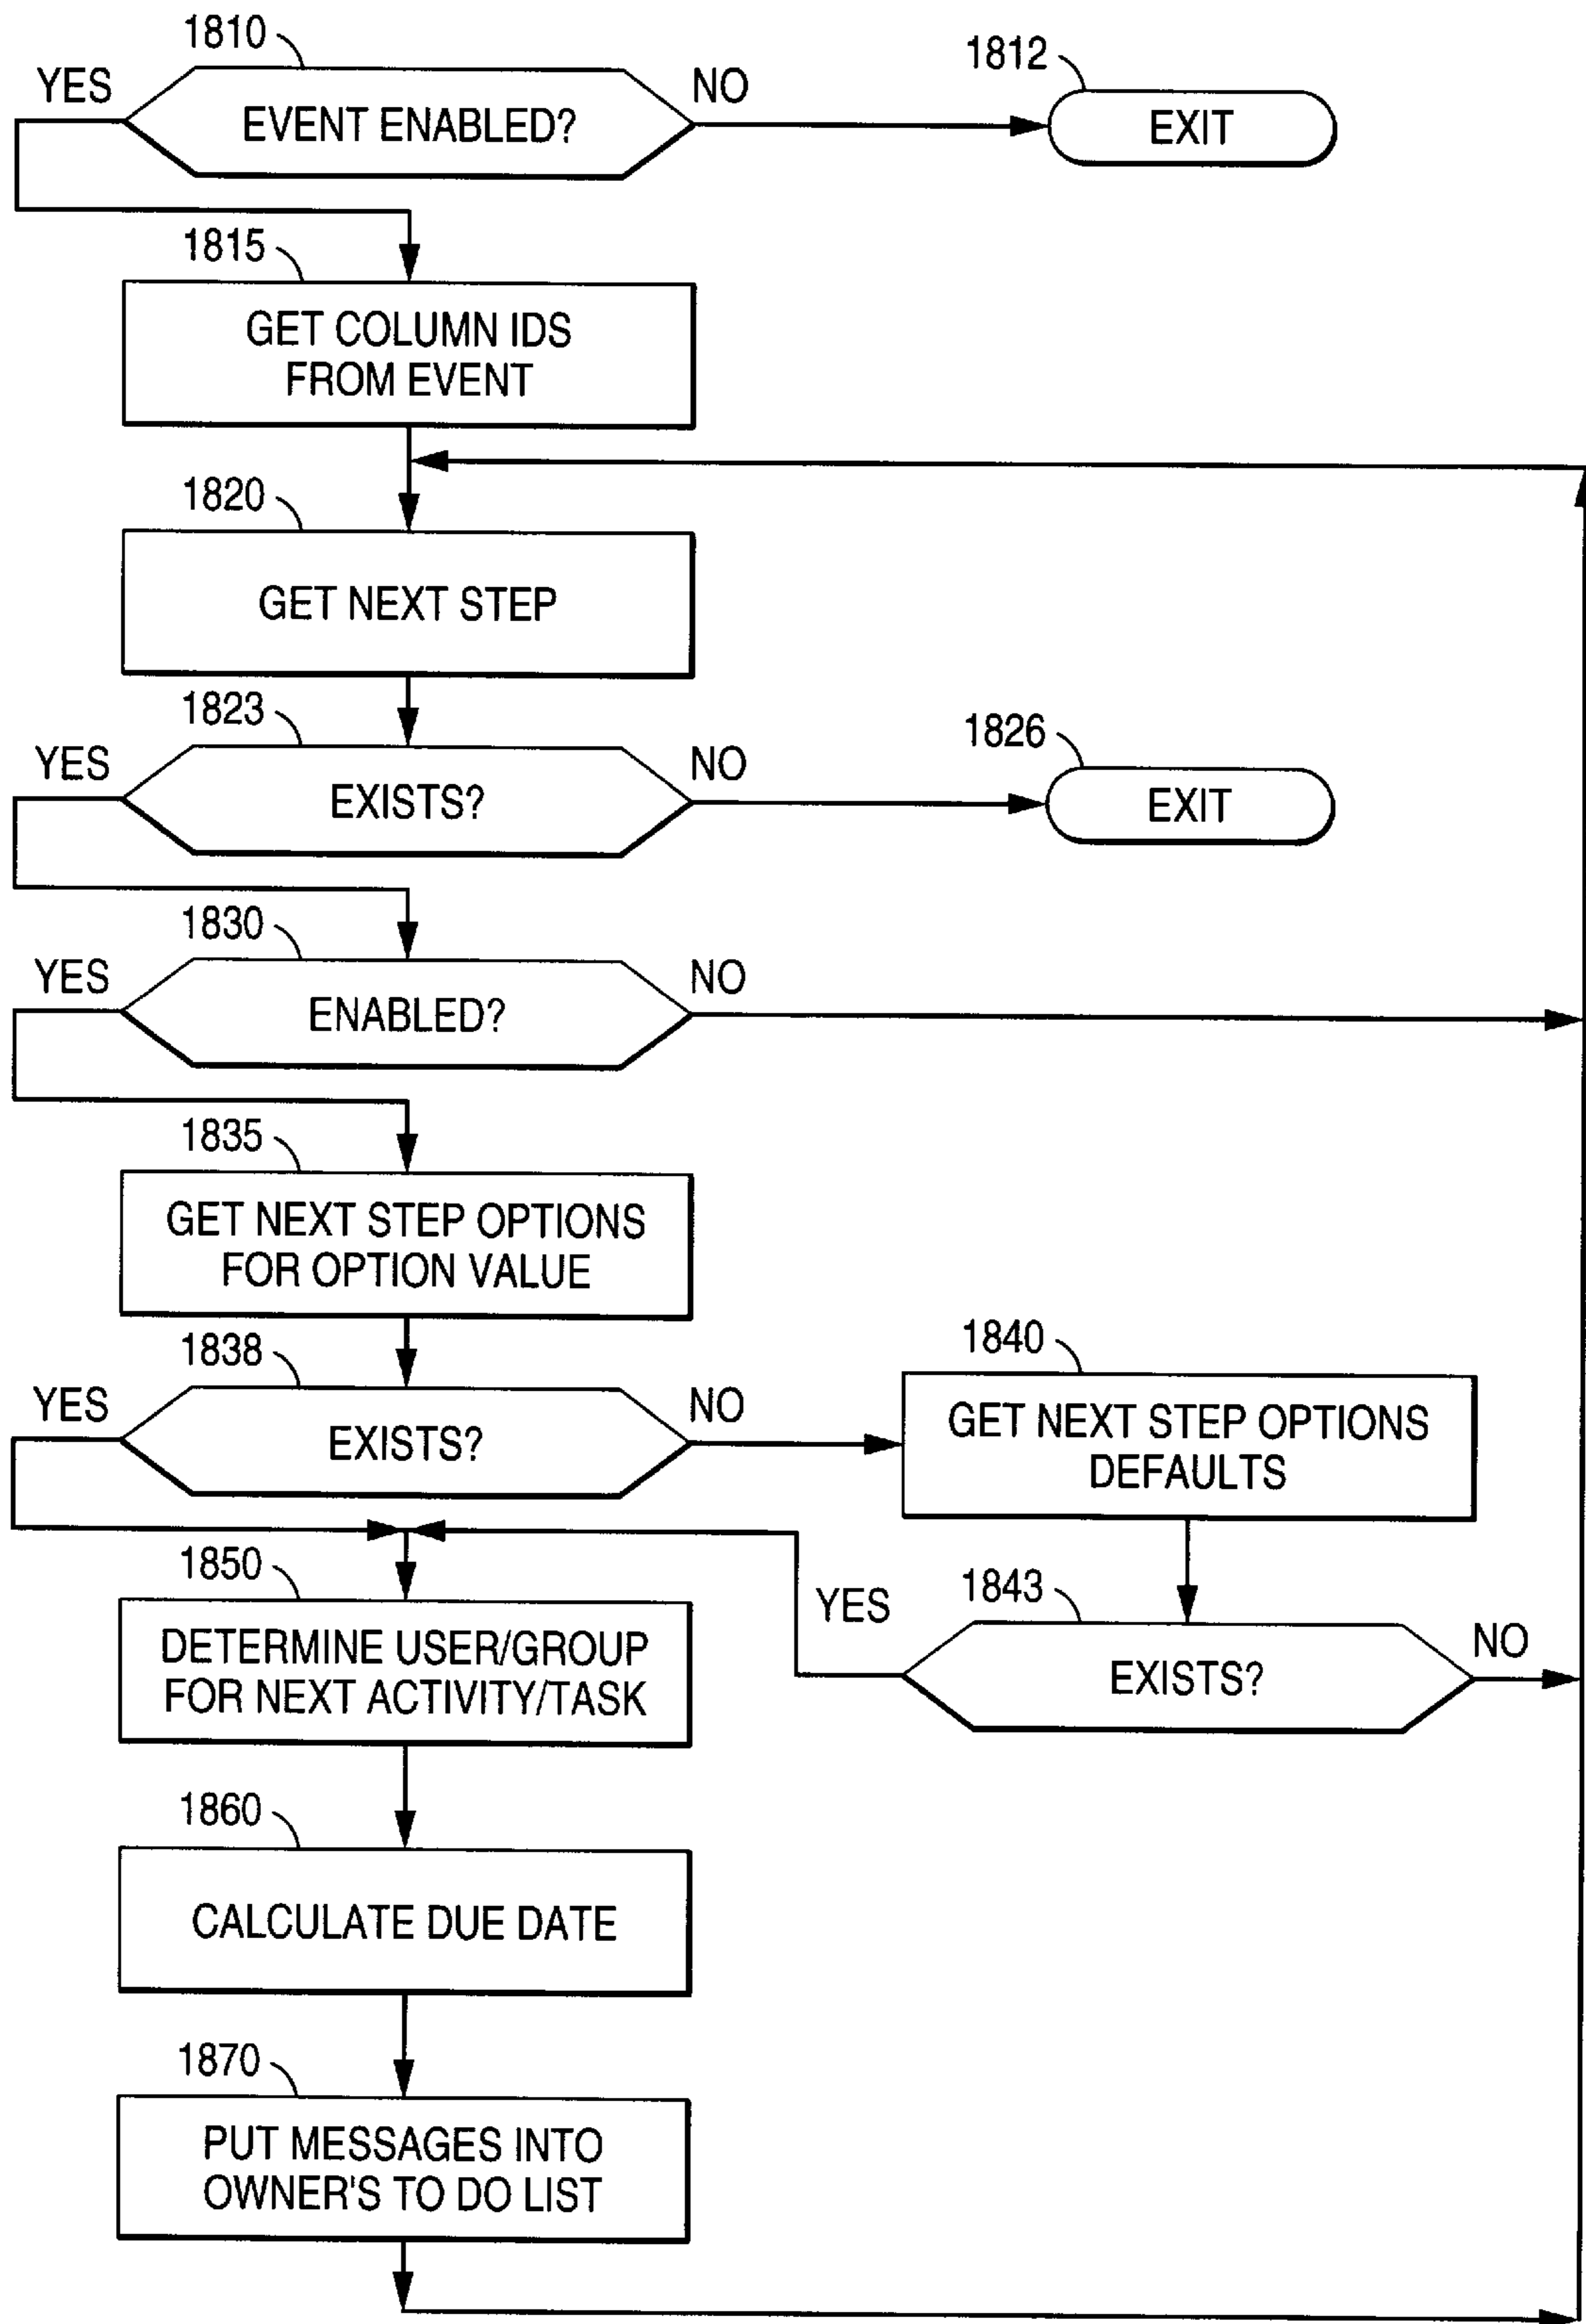 1810
1812
YES
EVENT ENABLED?
NO
EXIT
1815
GET COLUMN IDS
FROM EVENT
1820
GET NEXT STEP
1823
1826
YES
EXISTS?
NO
EXIT
1830
YES
ENABLED?
NO
1835
GET NEXT STEP OPTIONS
FOR OPTION VALUE
1838
1840
YES
EXISTS?
NO
GET NEXT STEP OPTIONS
DEFAULTS
1850
1843
YES
DETERMINE USER/GROUP
FOR NEXT ACTIVITY/TASK
EXISTS?
NO
1860
CALCULATE DUE DATE
1870
PUT MESSAGES INTO
OWNER'S TO DO LIST